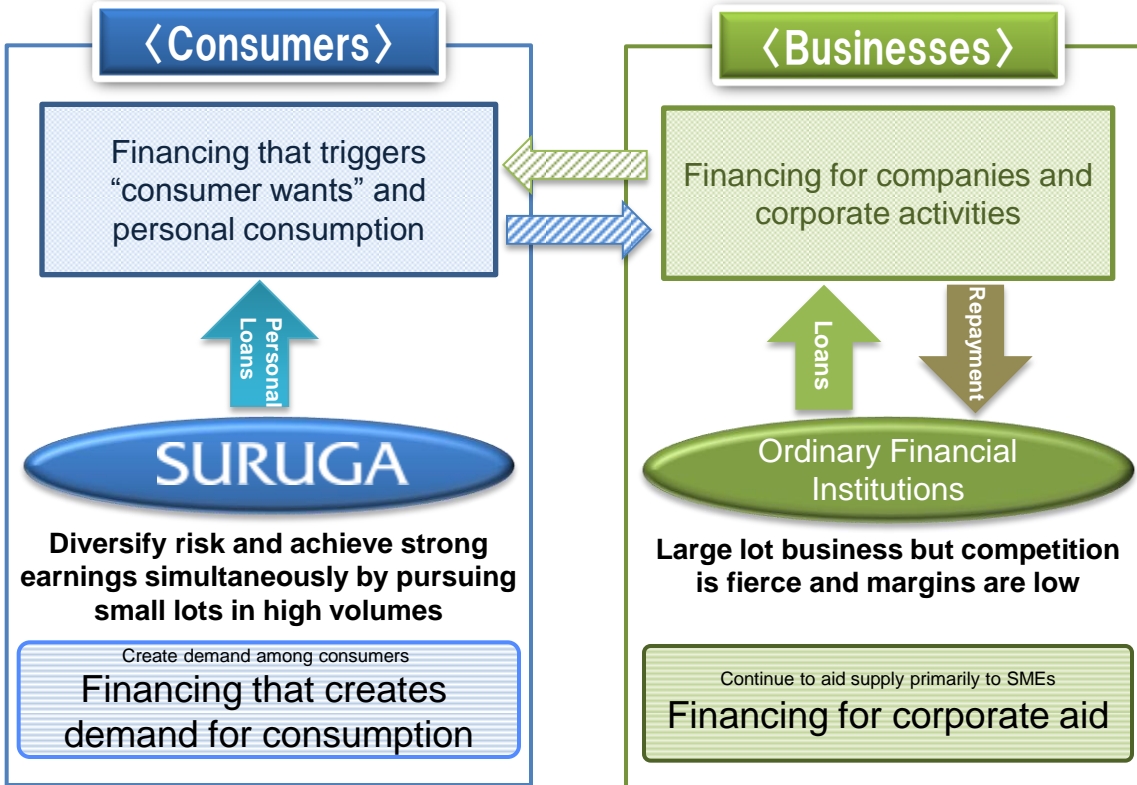 〈Consumers〉
Financing that triggers
“consumer wants” and
personal consumption
Personal
Loans
SURUGA
Diversify risk and achieve strong
earnings simultaneously by pursuing
small lots in high volumes
Create demand among consumers
Financing that creates
demand for consumption
〈Businesses〉
Financing for companies and
corporate activities
Loans
Repayment
Ordinary Financial
Institutions
Large lot business but competition
is fierce and margins are low
Continue to aid supply primarily to SMEs
Financing for corporate aid